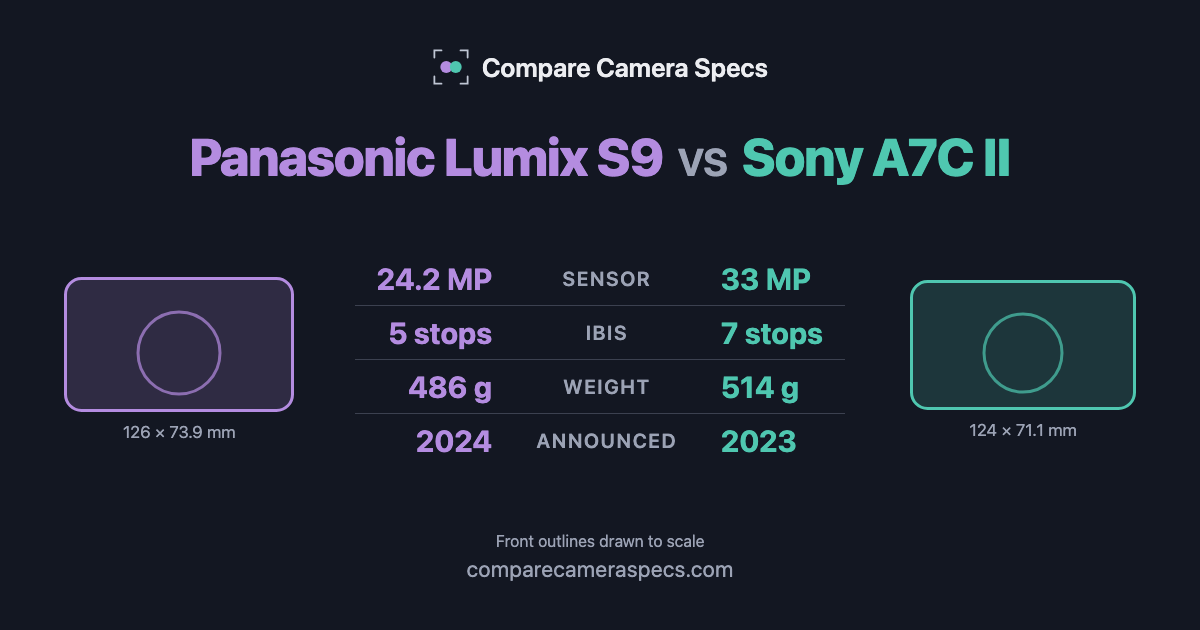 Compare Camera Specs
Panasonic Lumix S9 vs Sony A7C II
24.2 MP SENSOR 33 MP
5 stops IBIS 7 stops
486 g WEIGHT 514 g
2024 ANNOUNCED 2023
126 × 73.9 mm
124 × 71.1 mm
Front outlines drawn to scale
comparecameraspecs.com